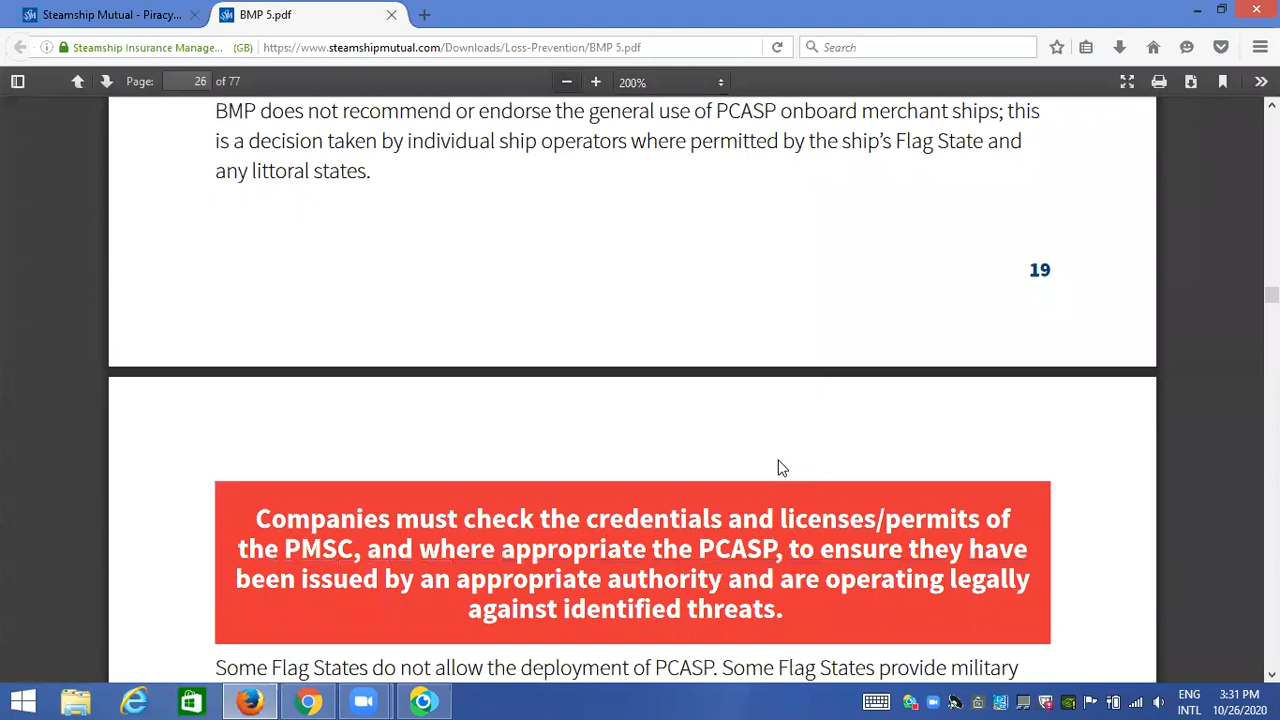 Steamship Mutual - Piracy...
BMP 5.pdf
Steamship Insurance Manage... (GB)
https://www.steamshipmutual.com/Downloads/Loss-Prevention/BMP 5.pdf
Search
Page: 26 of 77
200%
BMP does not recommend or endorse the general use of PCASP onboard merchant ships; this
is a decision taken by individual ship operators where permitted by the ship’s Flag State and
any littoral states.
19
Companies must check the credentials and licenses/permits of
the PMSC, and where appropriate the PCASP, to ensure they have
been issued by an appropriate authority and are operating legally
against identified threats.
Some Flag States do not allow the deployment of PCASP. Some Flag States provide military
ENG
INTL
3:31 PM
10/26/2020